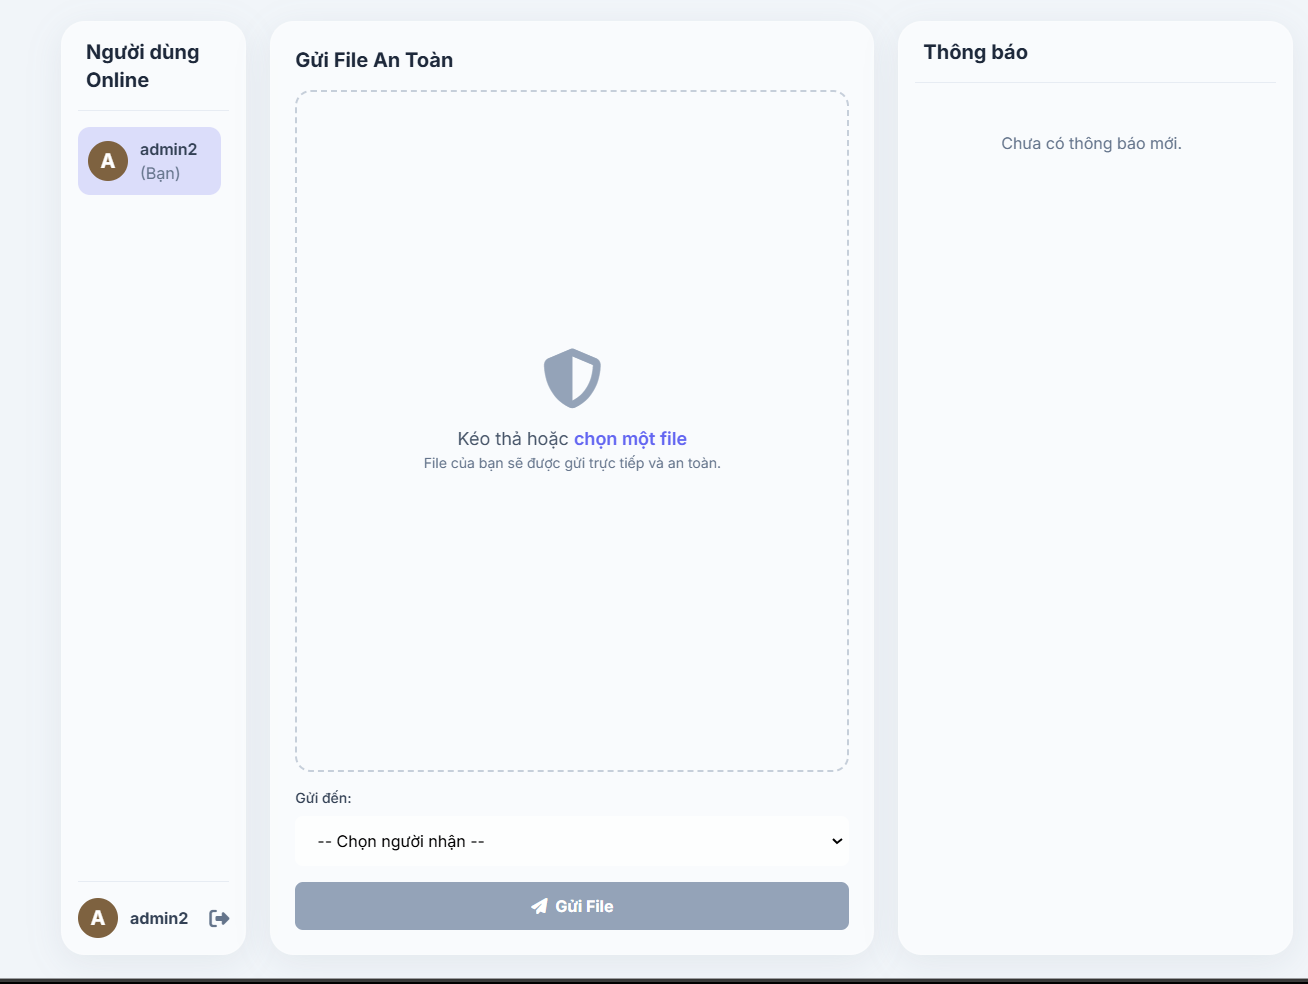 Người dùng
Online
A
admin2
(Bạn)
A
admin2
Gửi File An Toàn
Kéo thả hoặc chọn một file
File của bạn sẽ được gửi trực tiếp và an toàn.
Gửi đến:
-- Chọn người nhận --
Gửi File
Thông báo
Chưa có thông báo mới.